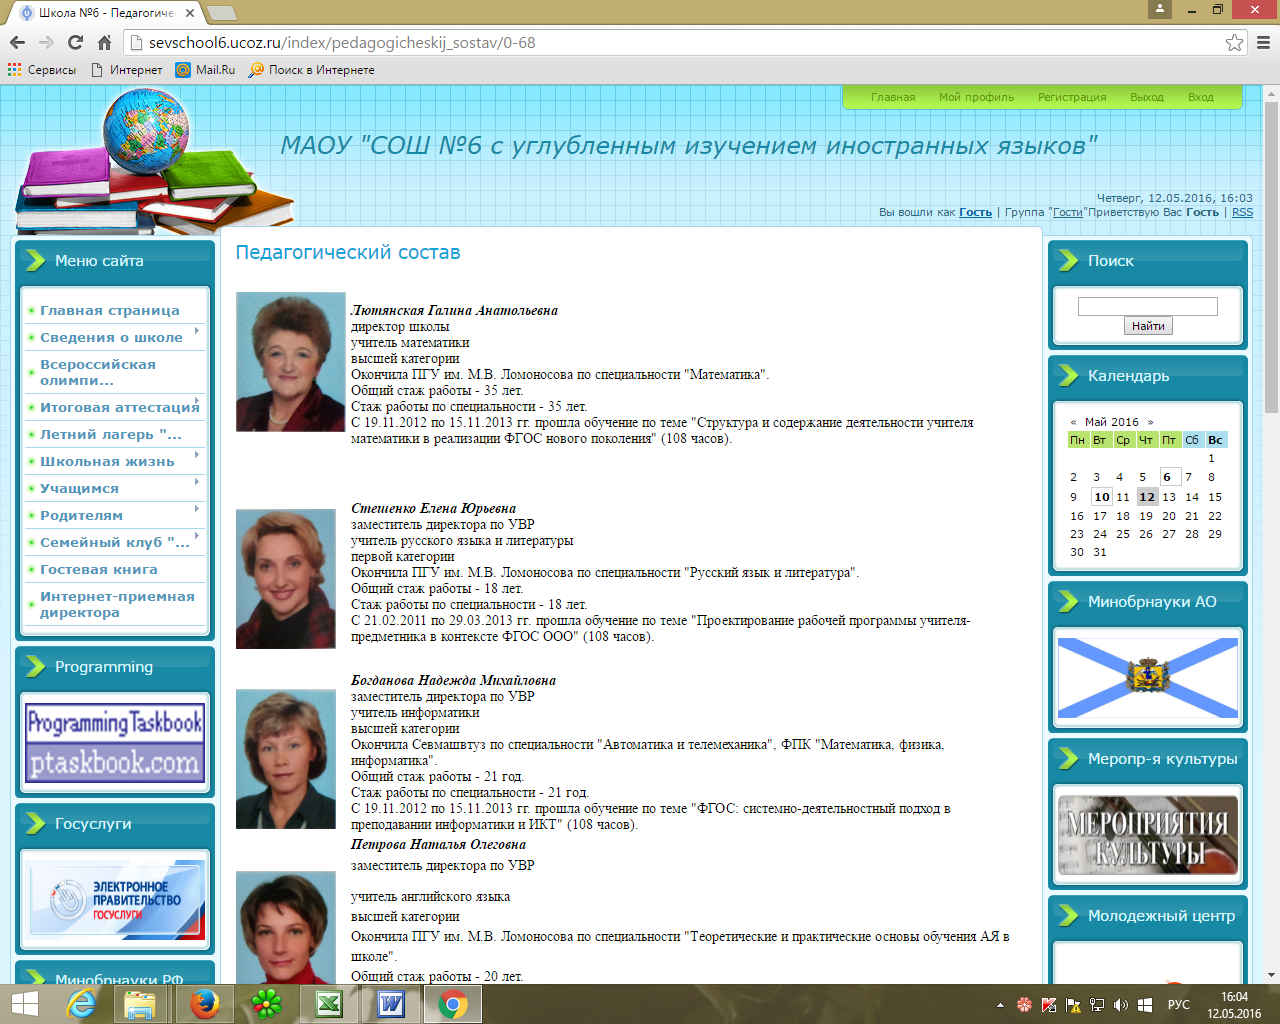 Школа №6 - Педагогиче
sevschool6.ucoz.ru/index/pedagogicheskij_sostav/0-68
Сервисы Интернет Mail.Ru Поиск в Интернете
Главная Мой профиль Регистрация Выход Вход
МАОУ "СОШ №6 с углубленным изучением иностранных языков"
Четверг, 12.05.2016, 16:03
Вы вошли как Гость | Группа "Гости"Приветствую Вас Гость | RSS
Меню сайта
Главная страница
Сведения о школе
Всероссийская
олимпи...
Итоговая аттестация
Летний лагерь "...
Школьная жизнь
Учащимся
Родителям
Семейный клуб "...
Гостевая книга
Интернет-приемная
директора
Programming
Programming Taskbook
ptaskbook.com
Госуслуги
ЭЛЕКТРОННОЕ
ПРАВИТЕЛЬСТВО
ГОСУСЛУГИ
Минобрнауки РФ
Педагогический состав
Лютянская Галина Анатольевна
директор школы
учитель математики
высшей категории
Окончила ПГУ им. М.В. Ломоносова по специальности "Математика".
Общий стаж работы - 35 лет.
Стаж работы по специальности - 35 лет.
С 19.11.2012 по 15.11.2013 гг. прошла обучение по теме "Структура и содержание деятельности учителя
математики в реализации ФГОС нового поколения" (108 часов).
Стешенко Елена Юрьевна
заместитель директора по УВР
учитель русского языка и литературы
первой категории
Окончила ПГУ им. М.В. Ломоносова по специальности "Русский язык и литература".
Общий стаж работы - 18 лет.
Стаж работы по специальности - 18 лет.
С 21.02.2011 по 29.03.2013 гг. прошла обучение по теме "Проектирование рабочей программы учителя-
предметника в контексте ФГОС ООО" (108 часов).
Богданова Надежда Михайловна
заместитель директора по УВР
учитель информатики
высшей категории
Окончила Севмашвтуз по специальности "Автоматика и телемеханика", ФПК "Математика, физика,
информатика".
Общий стаж работы - 21 год.
Стаж работы по специальности - 21 год.
С 19.11.2012 по 15.11.2013 гг. прошла обучение по теме "ФГОС: системно-деятельностный подход в
преподавании информатики и ИКТ" (108 часов).
Петрова Наталья Олеговна
заместитель директора по УВР
учитель английского языка
высшей категории
Окончила ПГУ им. М.В. Ломоносова по специальности "Теоретические и практические основы обучения АЯ в
школе".
Общий стаж работы - 20 лет.
Поиск
Найти
Календарь
« Май 2016 »
Пн Вт Ср Чт Пт Сб Вс
1
2 3 4 5 6 7 8
9 10 11 12 13 14 15
16 17 18 19 20 21 22
23 24 25 26 27 28 29
30 31
Минобрнауки АО
Меропр-я культуры
МЕРОПРИЯТИЯ
КУЛЬТУРЫ
Молодежный центр
РУС
16:04
12.05.2016